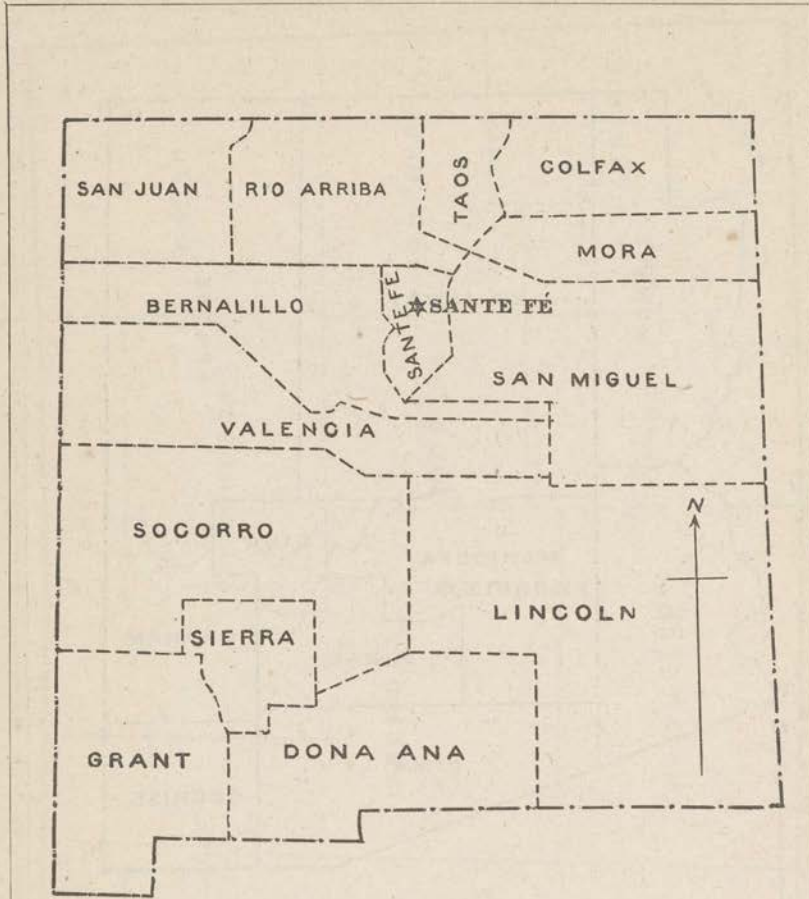 SAN JUAN
RIO ARRIBA
TAOS
COLFAX
MORA
BERNALILLO
SANTE FE
SANTE FÉ
SAN MIGUEL
VALENCIA
SOCORRO
N
LINCOLN
SIERRA
GRANT
DONA ANA